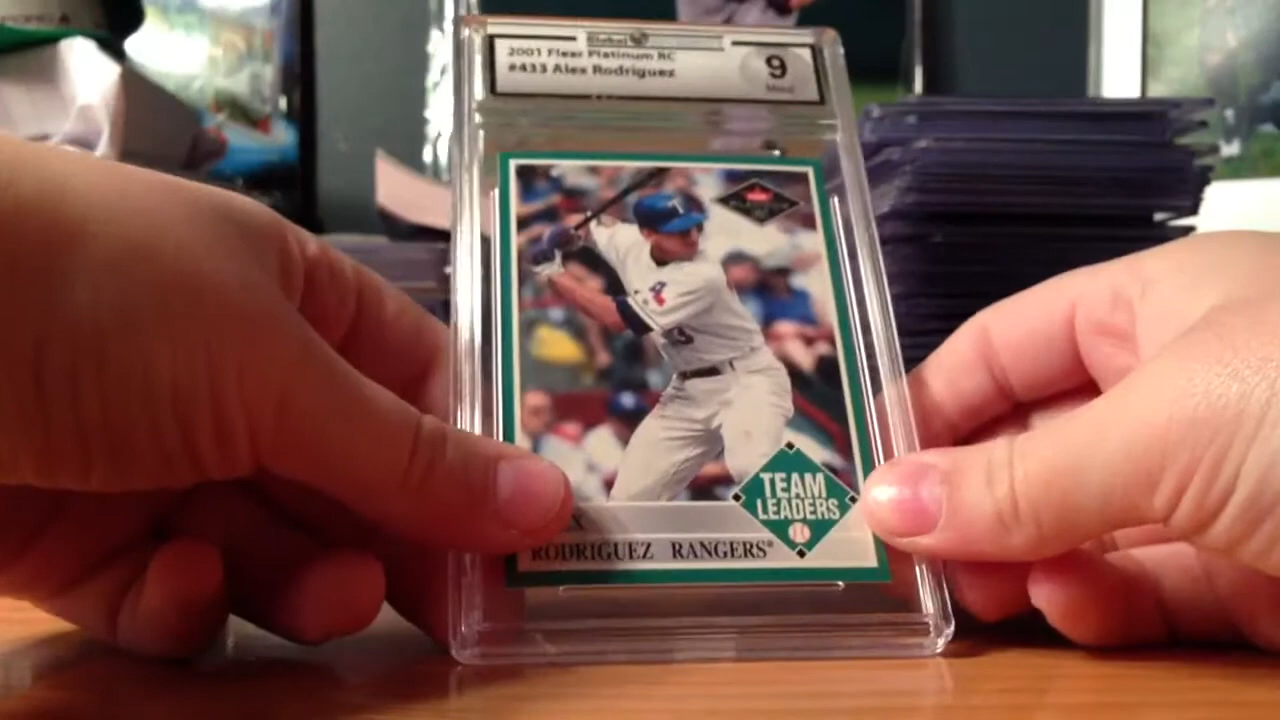 Global
2001 Fleer Platinum RC
#433 Alex Rodriguez
9
Mint
T
TEAM
LEADERS
X
RODRIGUEZ RANGERS®